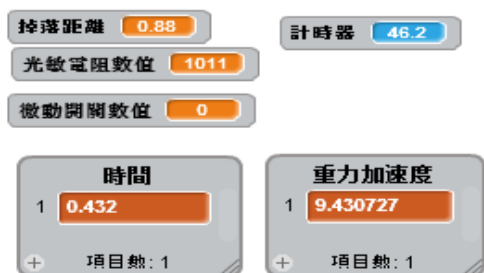 掉落距離 0.88
計時器 46.2
光敏電阻數值 1011
微動開關數值 0
時間
1 0.432
+ 項目數: 1
重力加速度
1 9.430727
+ 項目數: 1